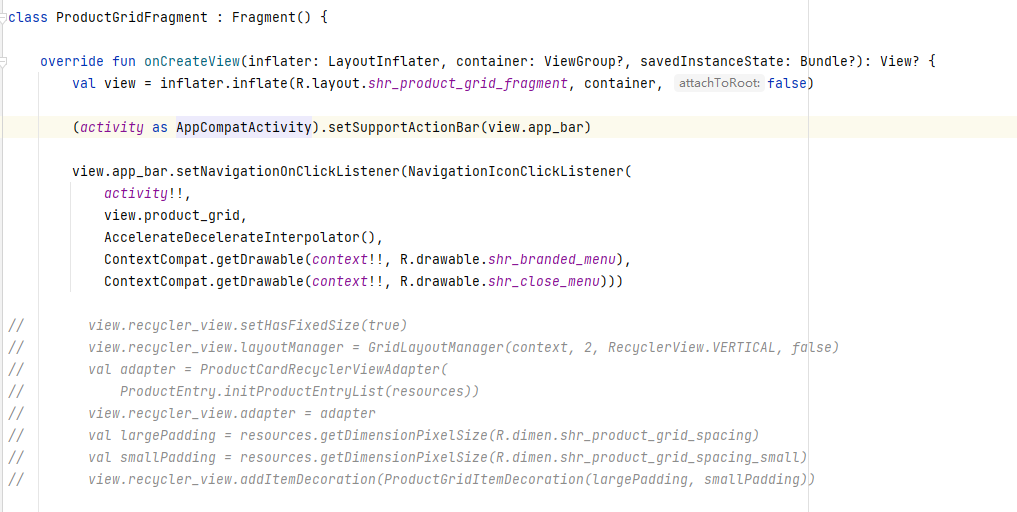 class ProductGridFragment : Fragment() {
override fun onCreateView(inflater: LayoutInflater, container: ViewGroup?, savedInstanceState: Bundle?): View? {
val view = inflater.inflate(R.layout.shr_product_grid_fragment, container, attachToRoot: false)
(activity as AppCompatActivity).setSupportActionBar(view.app_bar)
view.app_bar.setNavigationOnClickListener(NavigationIconClickListener(
activity!!,
view.product_grid,
AccelerateDecelerateInterpolator(),
ContextCompat.getDrawable(context!!, R.drawable.shr_branded_menu),
ContextCompat.getDrawable(context!!, R.drawable.shr_close_menu)))
// view.recycler_view.setHasFixedSize(true)
// view.recycler_view.layoutManager = GridLayoutManager(context, 2, RecyclerView.VERTICAL, false)
// val adapter = ProductCardRecyclerViewAdapter(
// ProductEntry.initProductEntryList(resources))
// view.recycler_view.adapter = adapter
// val largePadding = resources.getDimensionPixelSize(R.dimen.shr_product_grid_spacing)
// val smallPadding = resources.getDimensionPixelSize(R.dimen.shr_product_grid_spacing_small)
// view.recycler_view.addItemDecoration(ProductGridItemDecoration(largePadding, smallPadding))